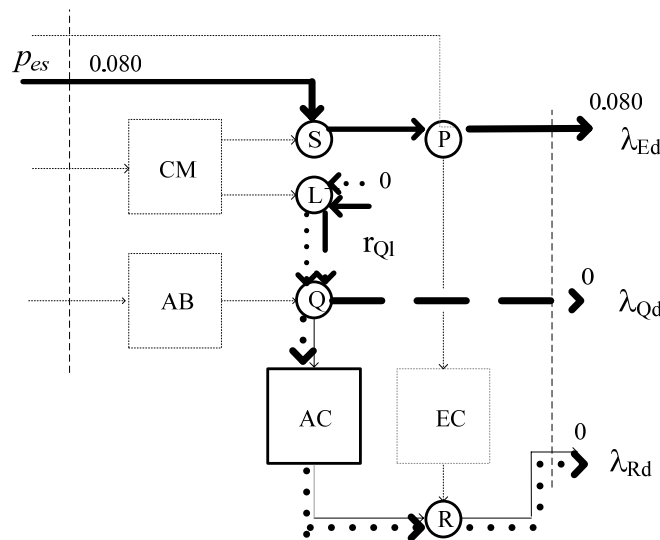 p_es 0.080
0.080
S P
λ_Ed
CM
L 0
r_Ql
0
AB Q
λ_Qd
AC EC
0
λ_Rd
R